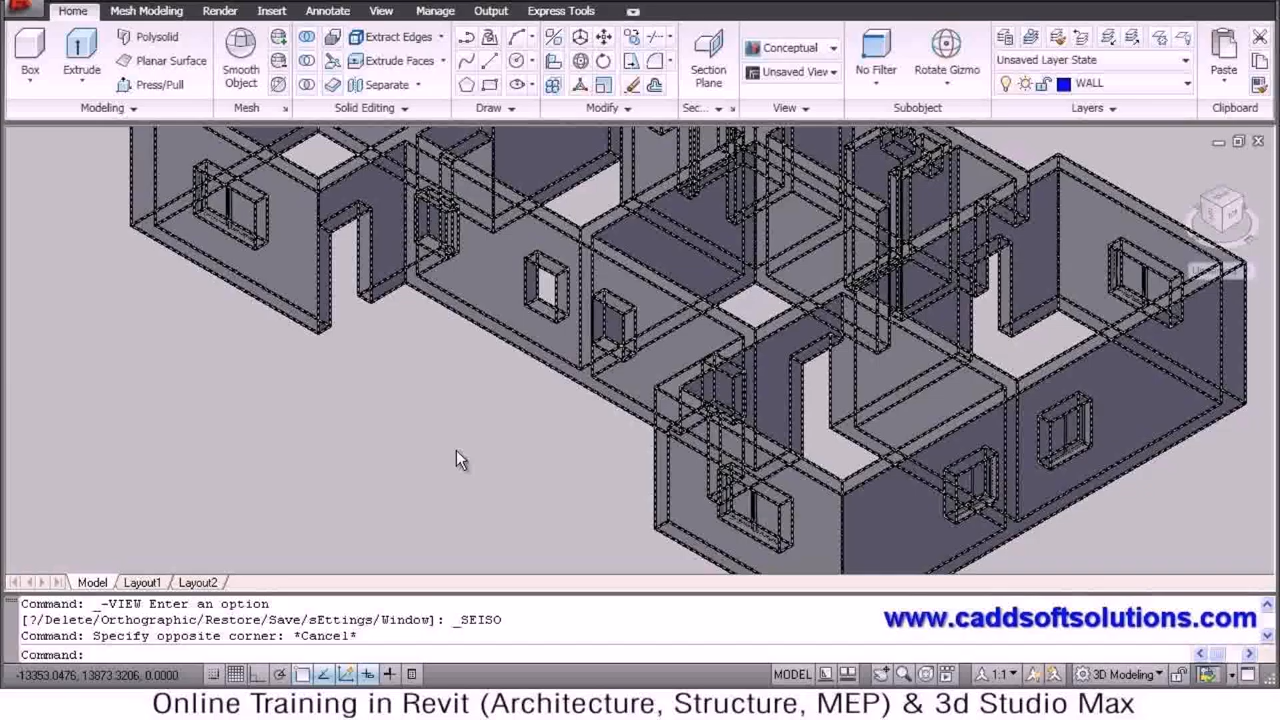 Home Mesh Modeling Render Insert Annotate View Manage Output Express Tools
Polysolid
Planar Surface
Press/Pull
Box
Extrude
Smooth Object
Extract Edges
Extrude Faces
Separate
Section Plane
Conceptual
Unsaved View
No Filter
Rotate Gizmo
Unsaved Layer State
WALL
Paste
Modeling Mesh Solid Editing Draw Modify Sec... View Subobject Layers Clipboard
Model Layout1 Layout2
Command: _-VIEW Enter an option
[?/Delete/Orthographic/Restore/Save/sEttings/Window]: _SEISO
Command: Specify opposite corner: *Cancel*
Command:
www.caddsoftsolutions.com
-13353.0476, 13873.3206, 0.0000 MODEL 1:1 3D Modeling
Online Training in Revit (Architecture, Structure, MEP) & 3d Studio Max